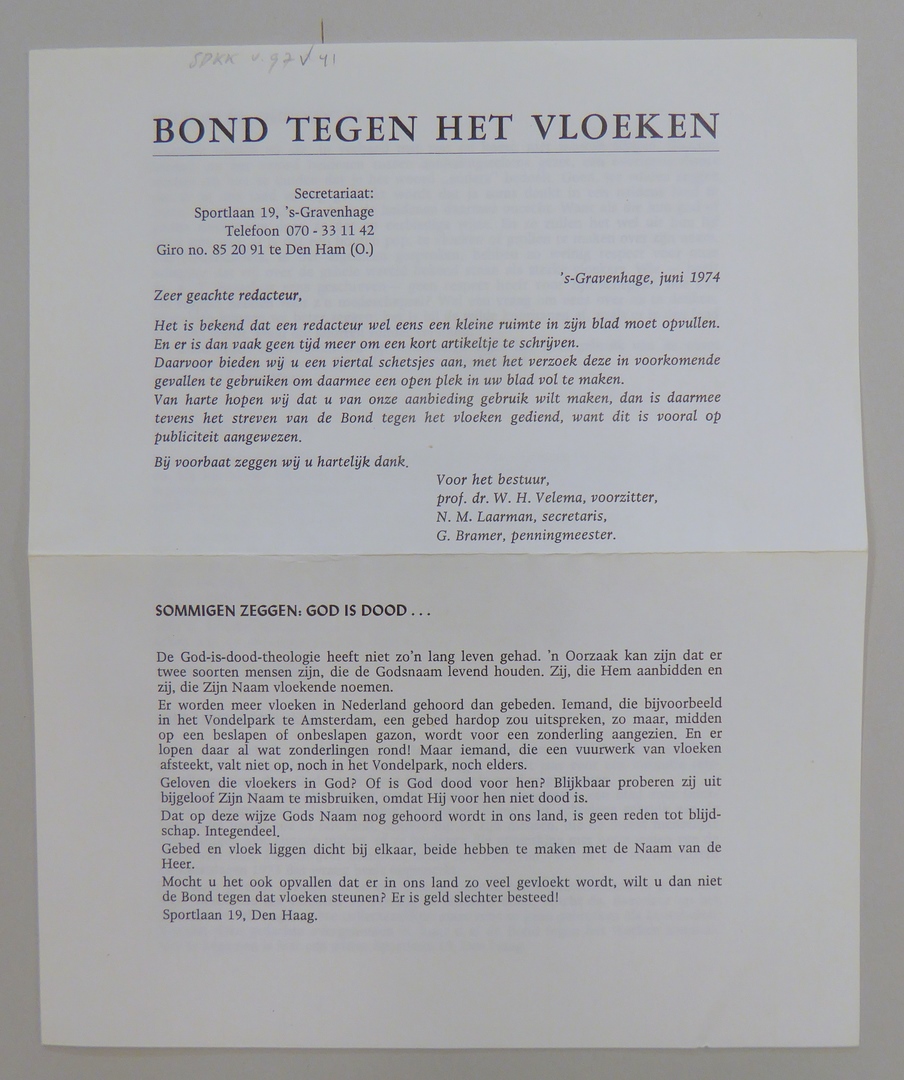 SDKK v. 97 41
BOND TEGEN HET VLOEKEN
Secretariaat:
Sportlaan 19, 's-Gravenhage
Telefoon 070 - 33 11 42
Giro no. 85 20 91 te Den Ham (O.)
's-Gravenhage, juni 1974
Zeer geachte redacteur,
Het is bekend dat een redacteur wel eens een kleine ruimte in zijn blad moet opvullen.
En er is dan vaak geen tijd meer om een kort artikeltje te schrijven.
Daarvoor bieden wij u een viertal schetsjes aan, met het verzoek deze in voorkomende
gevallen te gebruiken om daarmee een open plek in uw blad vol te maken.
Van harte hopen wij dat u van onze aanbieding gebruik wilt maken, dan is daarmee
tevens het streven van de Bond tegen het vloeken gediend, want dit is vooral op
publiciteit aangewezen.
Bij voorbaat zeggen wij u hartelijk dank.
Voor het bestuur,
prof. dr. W. H. Velema, voorzitter,
N. M. Laarman, secretaris,
G. Bramer, penningmeester.
SOMMIGEN ZEGGEN: GOD IS DOOD ...
De God-is-dood-theologie heeft niet zo'n lang leven gehad. 'n Oorzaak kan zijn dat er
twee soorten mensen zijn, die de Godsnaam levend houden. Zij, die Hem aanbidden en
zij, die Zijn Naam vloekende noemen.
Er worden meer vloeken in Nederland gehoord dan gebeden. Iemand, die bijvoorbeeld
in het Vondelpark te Amsterdam, een gebed hardop zou uitspreken, zo maar, midden
op een beslapen of onbeslapen gazon, wordt voor een zonderling aangezien. En er
lopen daar al wat zonderlingen rond! Maar iemand, die een vuurwerk van vloeken
afsteekt, valt niet op, noch in het Vondelpark, noch elders.
Geloven die vloekers in God? Of is God dood voor hen? Blijkbaar proberen zij uit
bijgeloof Zijn Naam te misbruiken, omdat Hij voor hen niet dood is.
Dat op deze wijze Gods Naam nog gehoord wordt in ons land, is geen reden tot blijd-
schap. Integendeel.
Gebed en vloek liggen dicht bij elkaar, beide hebben te maken met de Naam van de
Heer.
Mocht u het ook opvallen dat er in ons land zo veel gevloekt wordt, wilt u dan niet
de Bond tegen dat vloeken steunen? Er is geld slechter besteed!
Sportlaan 19, Den Haag.